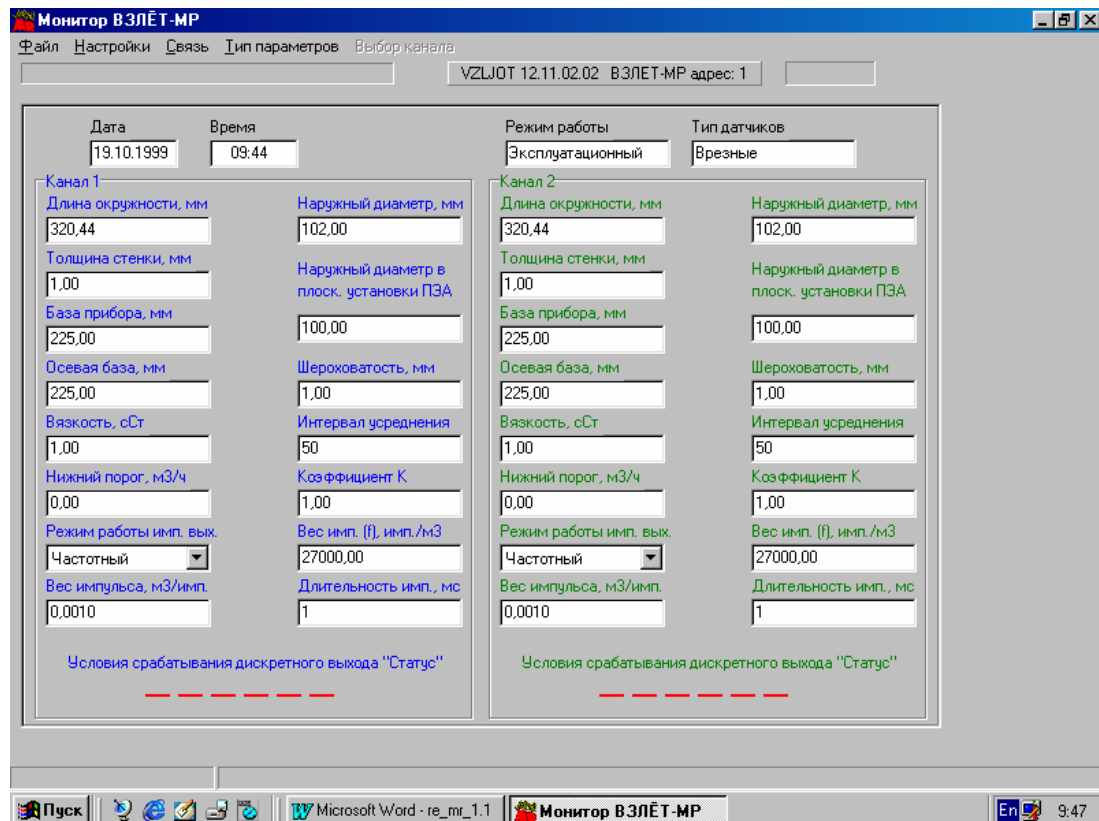 Монитор ВЗЛЁТ-МР
Файл Настройки Связь Тип параметров Выбор канала
VZLJOT 12.11.02.02 ВЗЛЕТ-МР адрес: 1
Дата Время Режим работы Тип датчиков
19.10.1999 09:44 Эксплуатационный Врезные
Канал 1
Длина окружности, мм Наружный диаметр, мм
320,44 102,00
Толщина стенки, мм
1,00
Наружный диаметр в
плоск. установки ПЭА
100,00
База прибора, мм
225,00
Осевая база, мм Шероховатость, мм
225,00 1,00
Вязкость, сСт Интервал усреднения
1,00 50
Нижний порог, м3/ч Коэффициент К
0,00 1,00
Режим работы имп. вых. Вес имп. (f), имп./м3
Частотный 27000,00
Вес импульса, м3/имп. Длительность имп., мс
0,0010 1
Условия срабатывания дискретного выхода "Статус"
— — — — — —
Канал 2
Длина окружности, мм Наружный диаметр, мм
320,44 102,00
Толщина стенки, мм
1,00
Наружный диаметр в
плоск. установки ПЭА
100,00
База прибора, мм
225,00
Осевая база, мм Шероховатость, мм
225,00 1,00
Вязкость, сСт Интервал усреднения
1,00 50
Нижний порог, м3/ч Коэффициент К
0,00 1,00
Режим работы имп. вых. Вес имп. (f), имп./м3
Частотный 27000,00
Вес импульса, м3/имп. Длительность имп., мс
0,0010 1
Условия срабатывания дискретного выхода "Статус"
— — — — — —
Пуск Microsoft Word - re_mr_1.1 Монитор ВЗЛЁТ-МР En 9:47